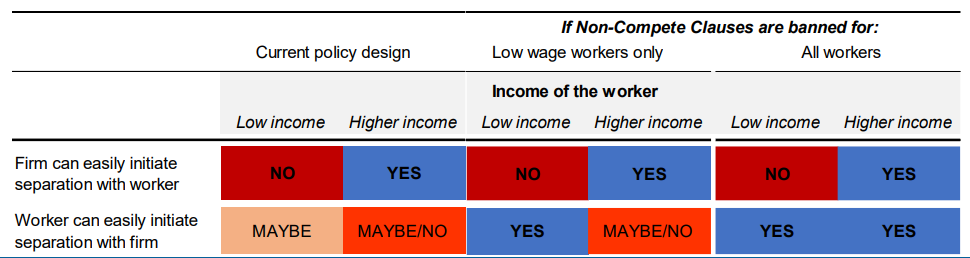 If Non-Compete Clauses are banned for:
Current policy design Low wage workers only All workers
Income of the worker
Low income Higher income Low income Higher income Low income Higher income
Firm can easily initiate
separation with worker
NO YES NO YES NO YES
Worker can easily initiate
separation with firm
MAYBE MAYBE/NO YES MAYBE/NO YES YES